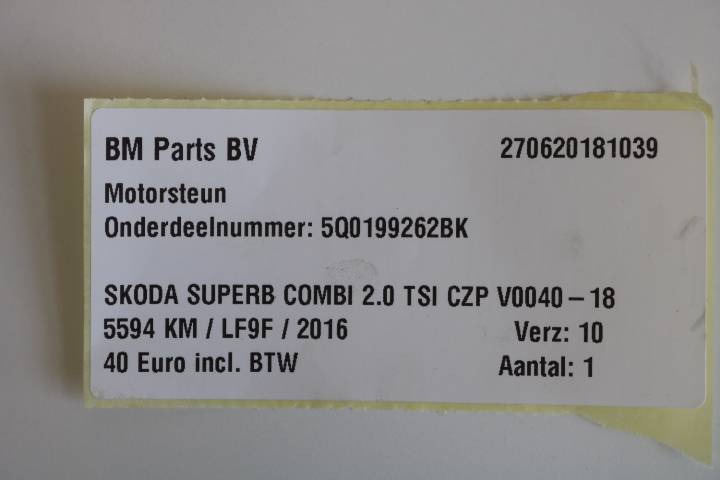 BM Parts BV 270620181039
Motorsteun
Onderdeelnummer: 5Q0199262BK
SKODA SUPERB COMBI 2.0 TSI CZP V0040 – 18
5594 KM / LF9F / 2016 Verz: 10
40 Euro incl. BTW Aantal: 1